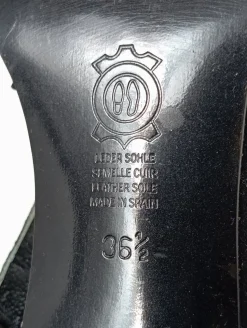 LEDER SOHLE
SEMELLE CUIR
LEATHER SOLE
MADE IN SPAIN
36½